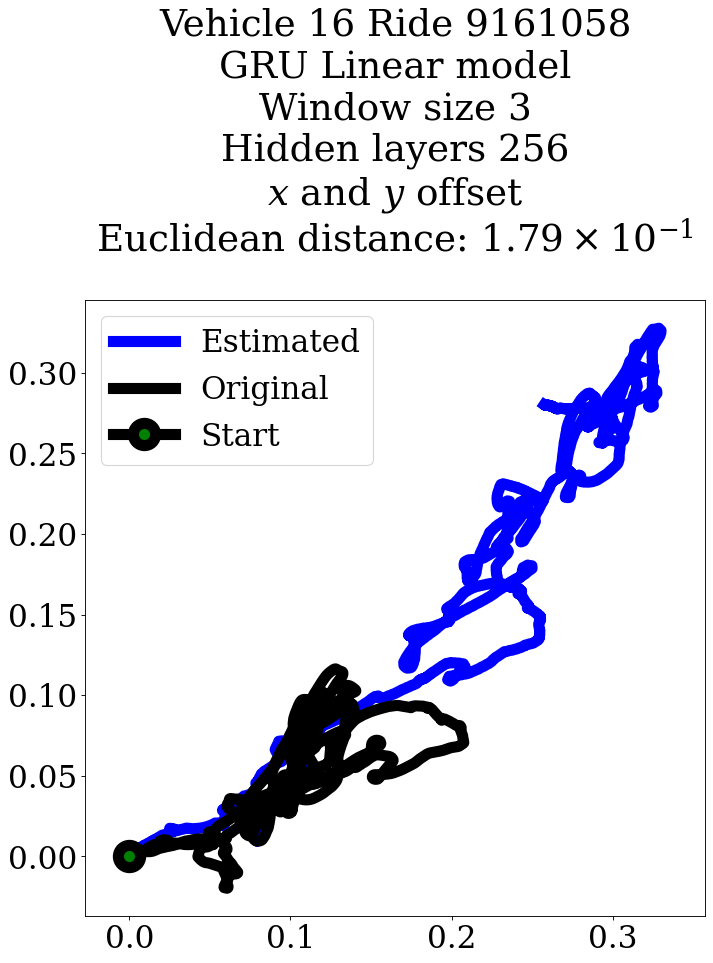 Vehicle 16 Ride 9161058
GRU Linear model
Window size 3
Hidden layers 256
x and y offset
Euclidean distance: 1.79 × 10⁻¹
Estimated
Original
Start
0.30
0.25
0.20
0.15
0.10
0.05
0.00
0.0 0.1 0.2 0.3